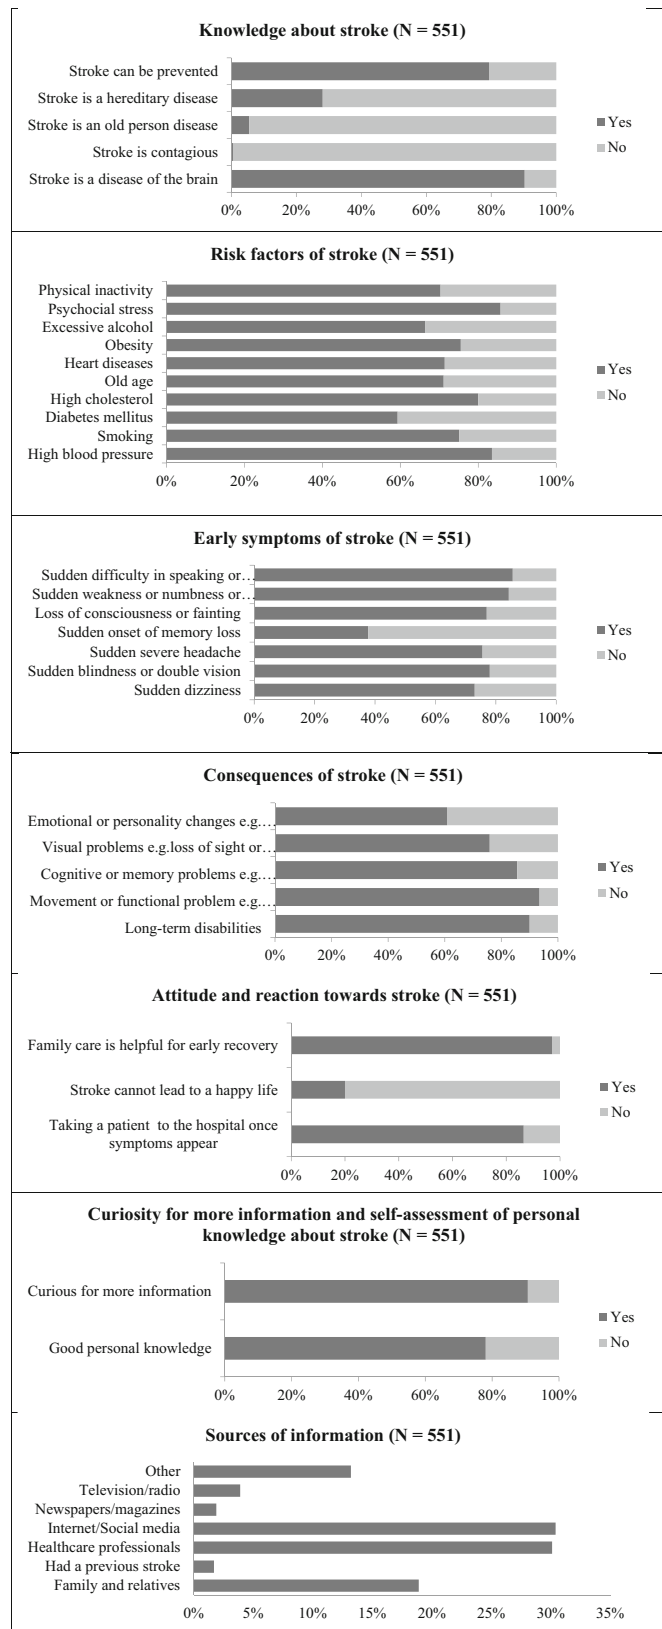 Knowledge about stroke (N = 551)
Stroke can be prevented
Stroke is a hereditary disease
Stroke is an old person disease
Stroke is contagious
Stroke is a disease of the brain
Yes
No
0% 20% 40% 60% 80% 100%
Risk factors of stroke (N = 551)
Physical inactivity
Psychocial stress
Excessive alcohol
Obesity
Heart diseases
Old age
High cholesterol
Diabetes mellitus
Smoking
High blood pressure
Yes
No
0% 20% 40% 60% 80% 100%
Early symptoms of stroke (N = 551)
Sudden difficulty in speaking or…
Sudden weakness or numbness or…
Loss of consciousness or fainting
Sudden onset of memory loss
Sudden severe headache
Sudden blindness or double vision
Sudden dizziness
Yes
No
0% 20% 40% 60% 80% 100%
Consequences of stroke (N = 551)
Emotional or personality changes e.g.…
Visual problems e.g.loss of sight or…
Cognitive or memory problems e.g.…
Movement or functional problem e.g.…
Long-term disabilities
Yes
No
0% 20% 40% 60% 80% 100%
Attitude and reaction towards stroke (N = 551)
Family care is helpful for early recovery
Stroke cannot lead to a happy life
Taking a patient to the hospital once
symptoms appear
Yes
No
0% 20% 40% 60% 80% 100%
Curiosity for more information and self-assessment of personal
knowledge about stroke (N = 551)
Curious for more information
Good personal knowledge
Yes
No
0% 20% 40% 60% 80% 100%
Sources of information (N = 551)
Other
Television/radio
Newspapers/magazines
Internet/Social media
Healthcare professionals
Had a previous stroke
Family and relatives
0% 5% 10% 15% 20% 25% 30% 35%